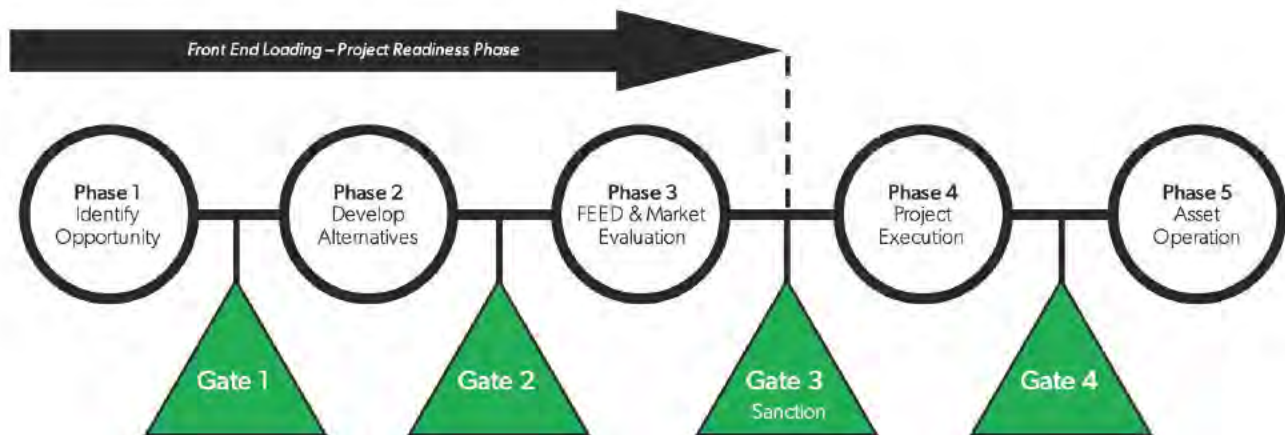 Front End Loading – Project Readiness Phase
Phase 1
Identify
Opportunity
Phase 2
Develop
Alternatives
Phase 3
FEED & Market
Evaluation
Phase 4
Project
Execution
Phase 5
Asset
Operation
Gate 1
Gate 2
Gate 3
Sanction
Gate 4